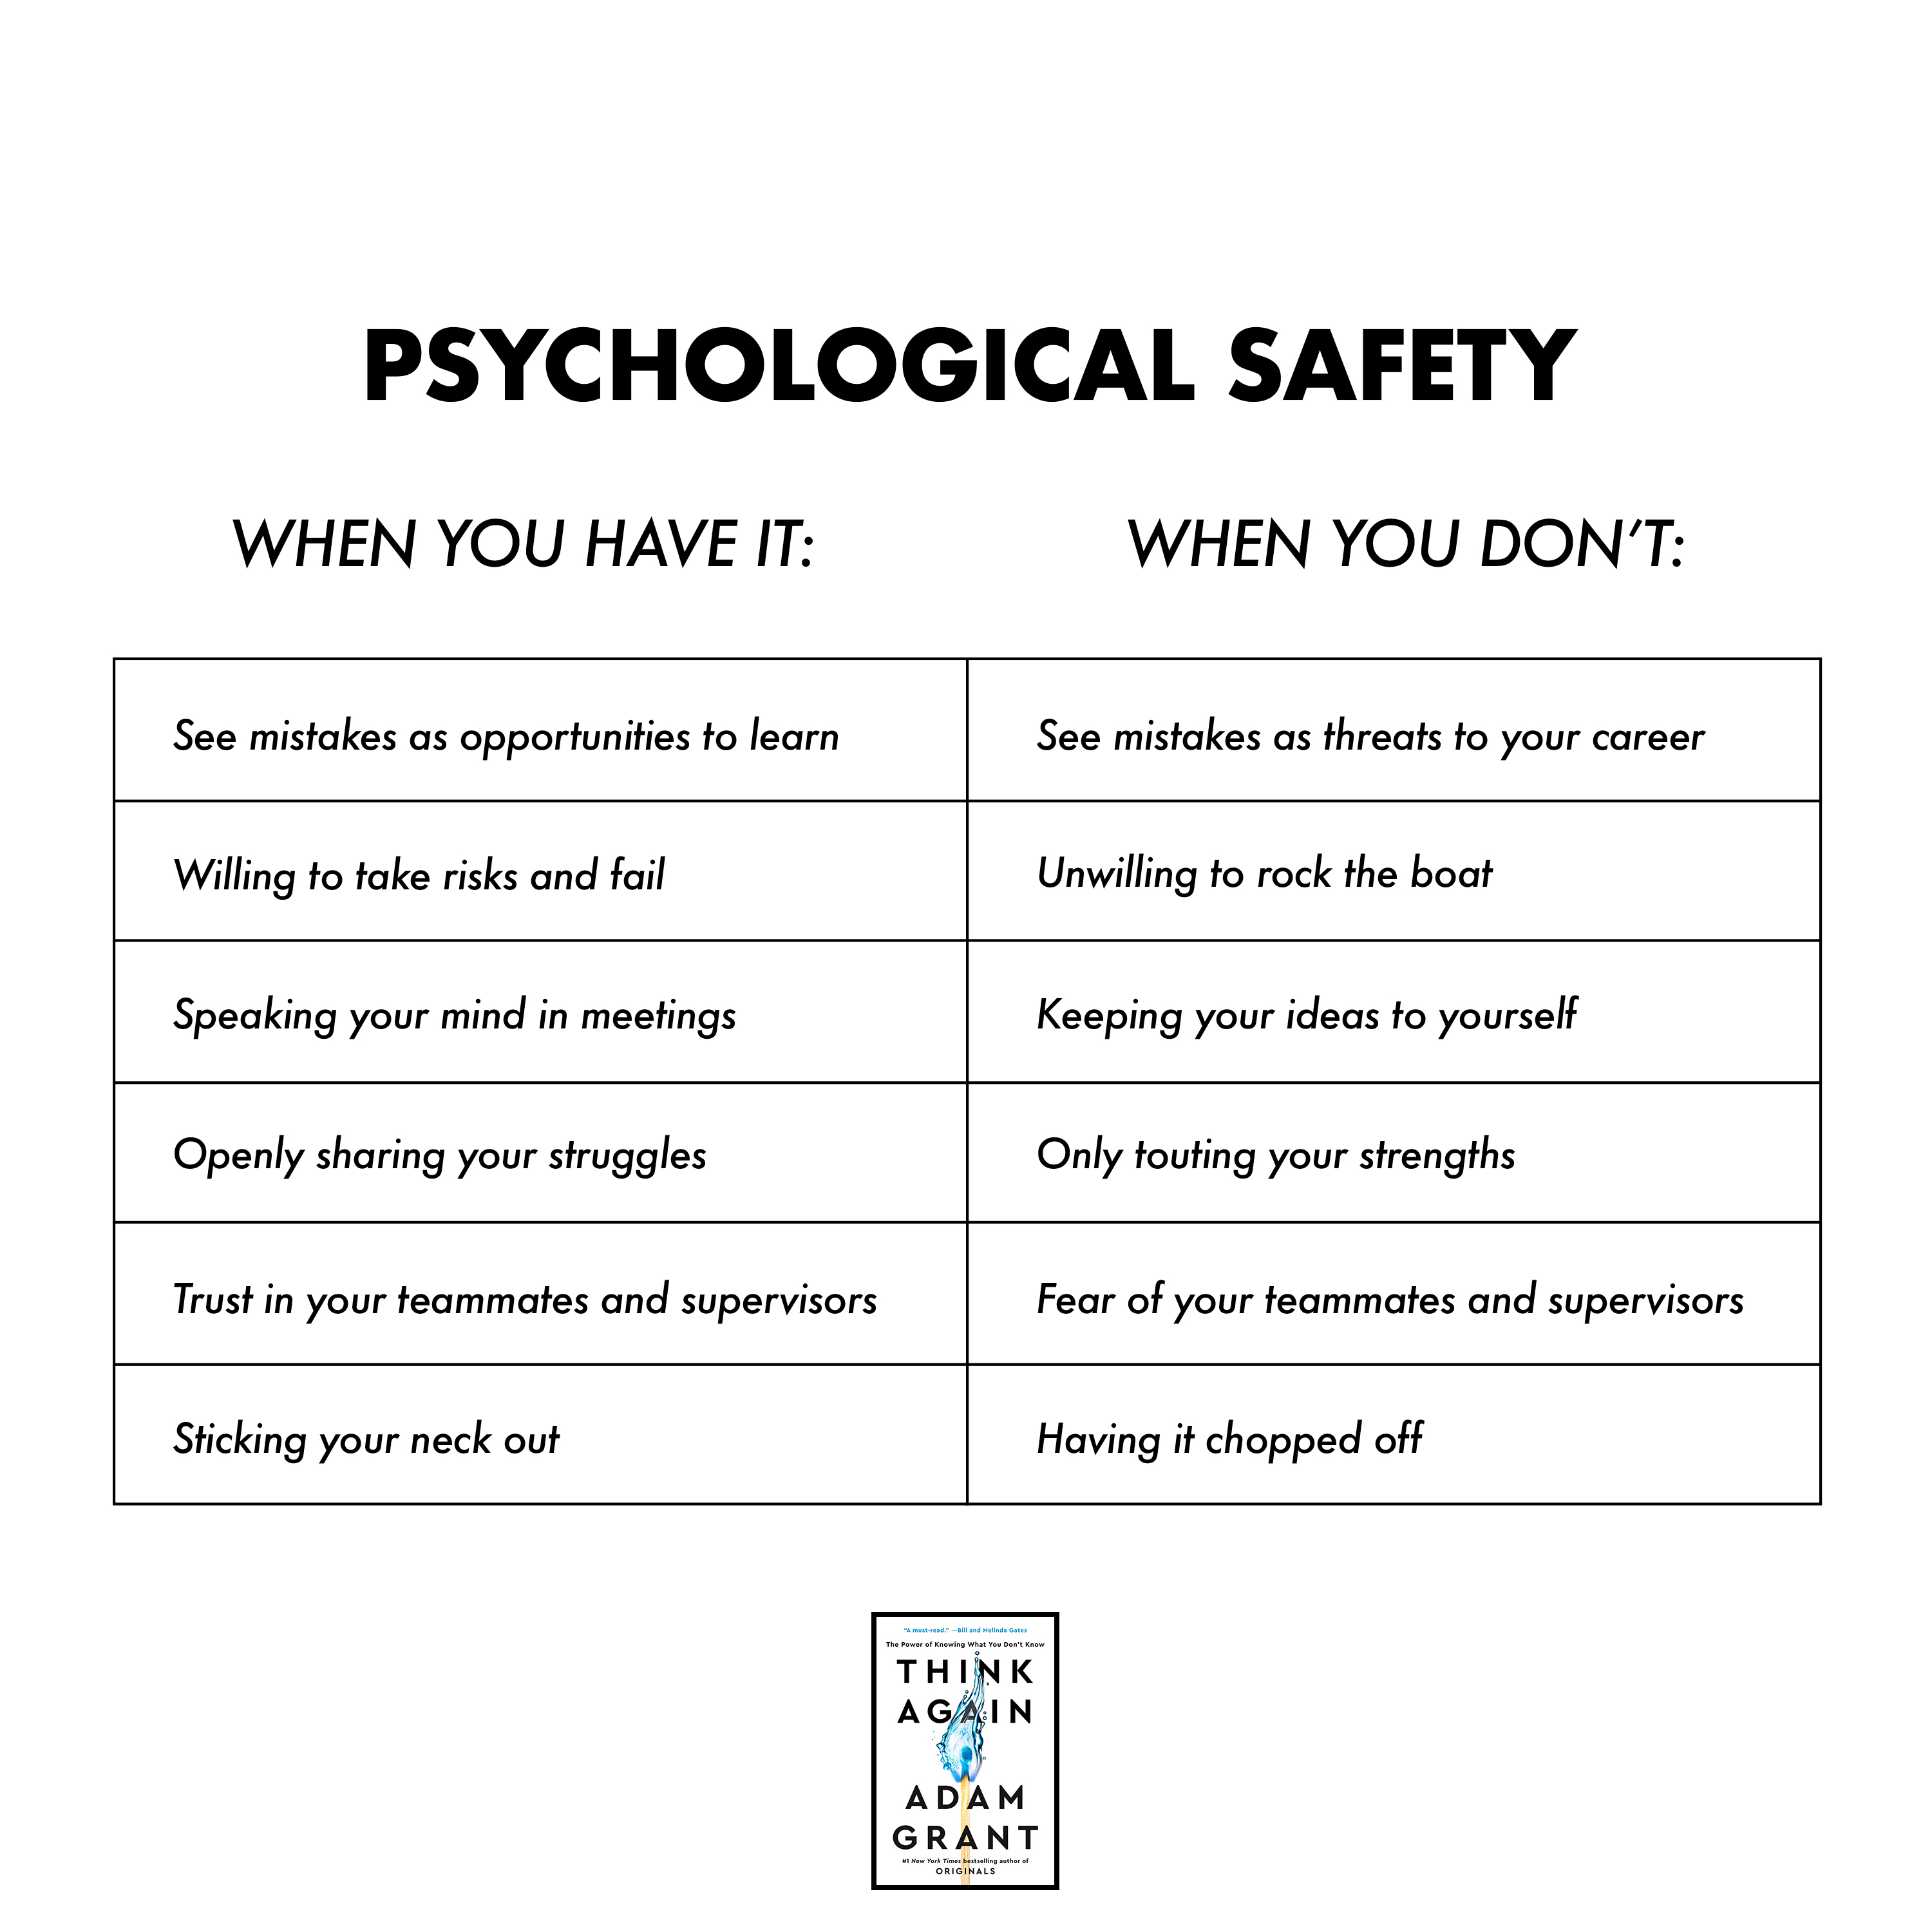 PSYCHOLOGICAL SAFETY
WHEN YOU HAVE IT: WHEN YOU DON’T:
See mistakes as opportunities to learn See mistakes as threats to your career
Willing to take risks and fail Unwilling to rock the boat
Speaking your mind in meetings Keeping your ideas to yourself
Openly sharing your struggles Only touting your strengths
Trust in your teammates and supervisors Fear of your teammates and supervisors
Sticking your neck out Having it chopped off
"A must-read." —Bill and Melinda Gates
The Power of Knowing What You Don't Know
THINK
AGAIN
ADAM
GRANT
#1 New York Times bestselling author of
ORIGINALS